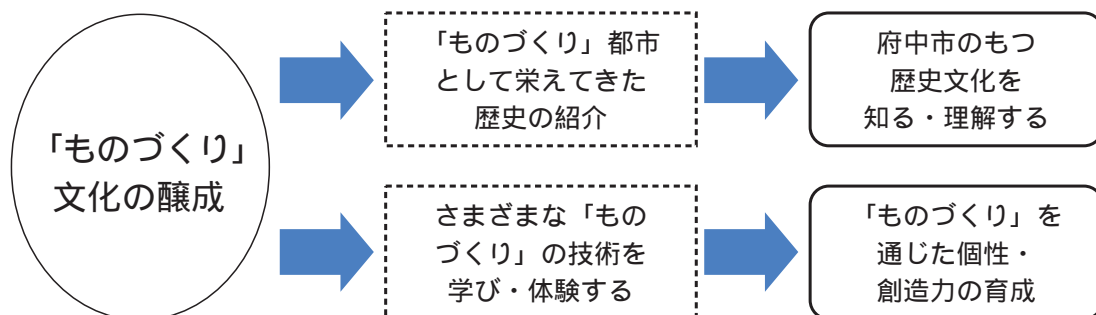 「ものづくり」
文化の醸成
「ものづくり」都市
として栄えてきた
歴史の紹介
府中市のもつ
歴史文化を
知る・理解する
さまざまな「もの
づくり」の技術を
学び・体験する
「ものづくり」を
通じた個性・
創造力の育成